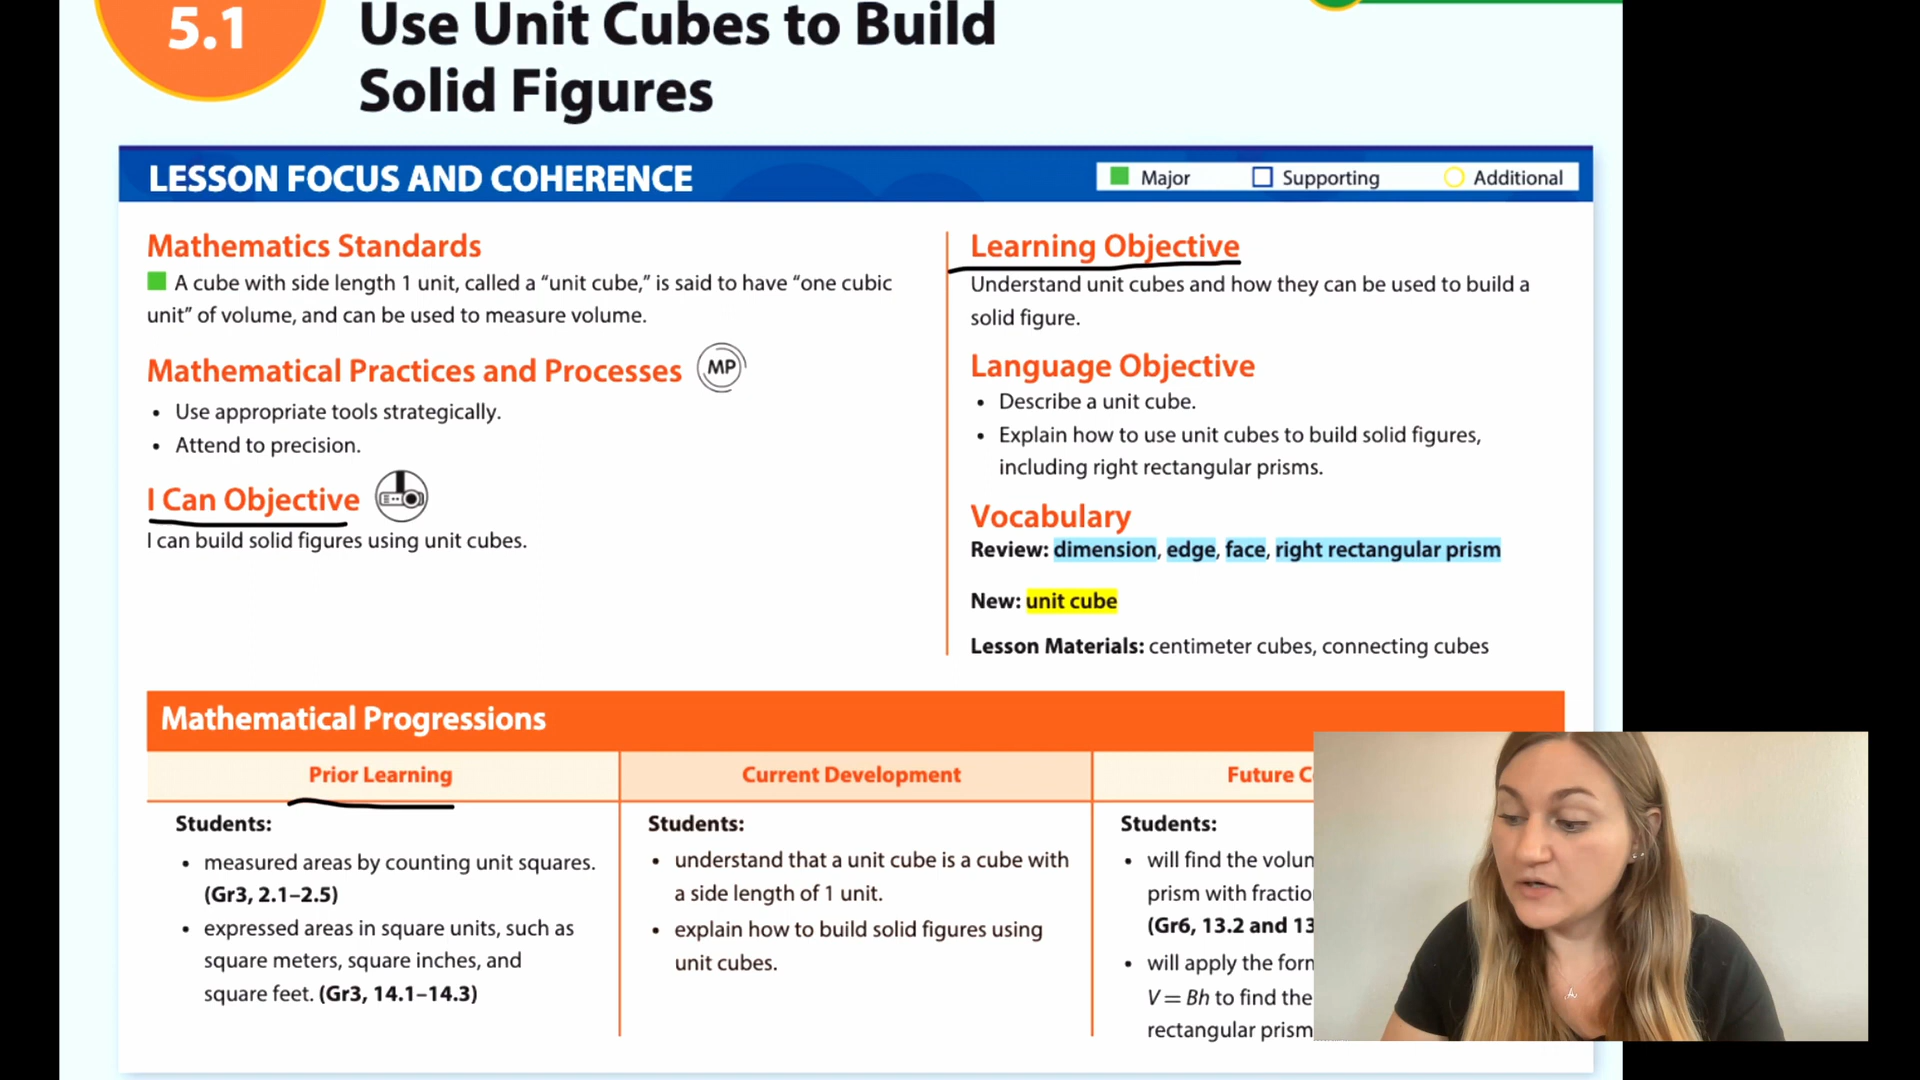 5.1
Use Unit Cubes to Build
Solid Figures
LESSON FOCUS AND COHERENCE
Major
Supporting
Additional
Mathematics Standards
A cube with side length 1 unit, called a “unit cube,” is said to have “one cubic
unit” of volume, and can be used to measure volume.
Mathematical Practices and Processes
MP
• Use appropriate tools strategically.
• Attend to precision.
I Can Objective
I can build solid figures using unit cubes.
Learning Objective
Understand unit cubes and how they can be used to build a
solid figure.
Language Objective
• Describe a unit cube.
• Explain how to use unit cubes to build solid figures,
including right rectangular prisms.
Vocabulary
Review: dimension, edge, face, right rectangular prism
New: unit cube
Lesson Materials: centimeter cubes, connecting cubes
Mathematical Progressions
Prior Learning
Students:
• measured areas by counting unit squares.
(Gr3, 2.1–2.5)
• expressed areas in square units, such as
square meters, square inches, and
square feet. (Gr3, 14.1–14.3)
Current Development
Students:
• understand that a unit cube is a cube with
a side length of 1 unit.
• explain how to build solid figures using
unit cubes.
Future
Students:
• will find the
prism with
(Gr6, 13.2 and
• will apply the
V = Bh to find the
rectangular